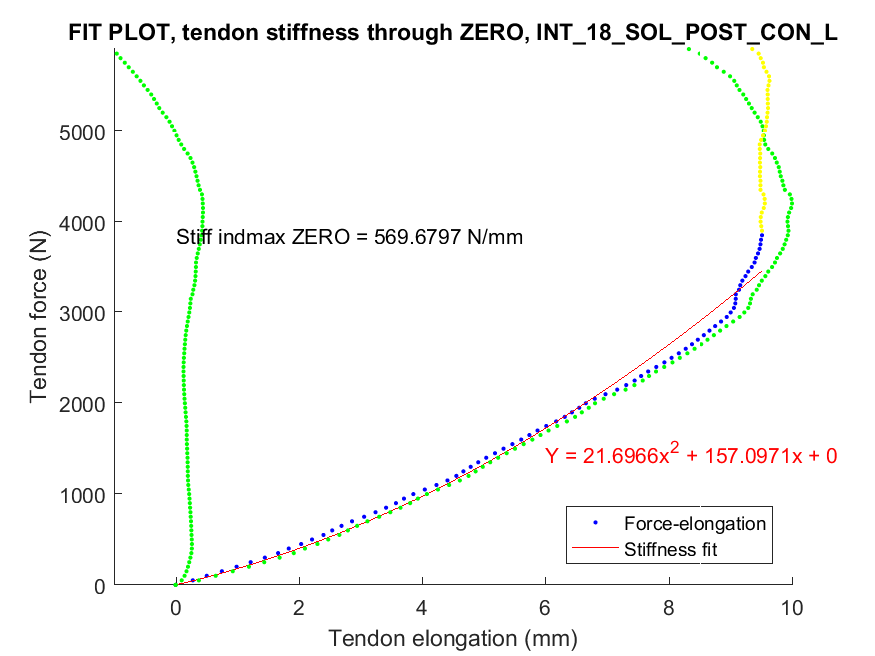 FIT PLOT, tendon stiffness through ZERO, INT_18_SOL_POST_CON_L
5000
4000
Stiff indmax ZERO = 569.6797 N/mm
3000
Tendon force (N)
2000
Y = 21.6966x² + 157.0971x + 0
1000
Force-elongation
Stiffness fit
0
0 2 4 6 8 10
Tendon elongation (mm)